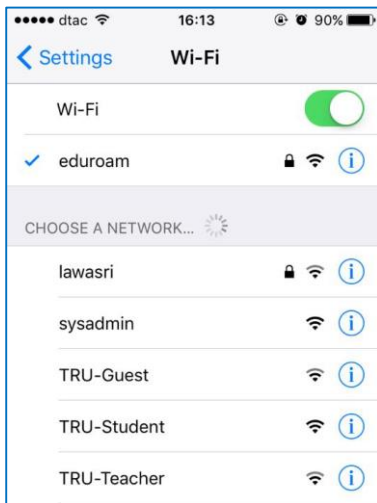 dtac 16:13 90%
Settings Wi-Fi
Wi-Fi
eduroam
CHOOSE A NETWORK...
lawasri
sysadmin
TRU-Guest
TRU-Student
TRU-Teacher